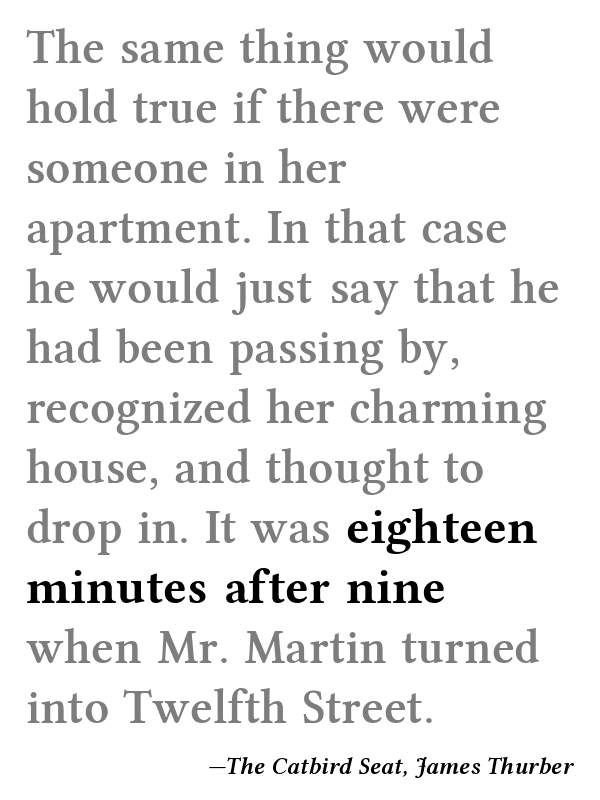 The same thing would
hold true if there were
someone in her
apartment. In that case
he would just say that he
had been passing by,
recognized her charming
house, and thought to
drop in. It was eighteen
minutes after nine
when Mr. Martin turned
into Twelfth Street.
—The Catbird Seat, James Thurber